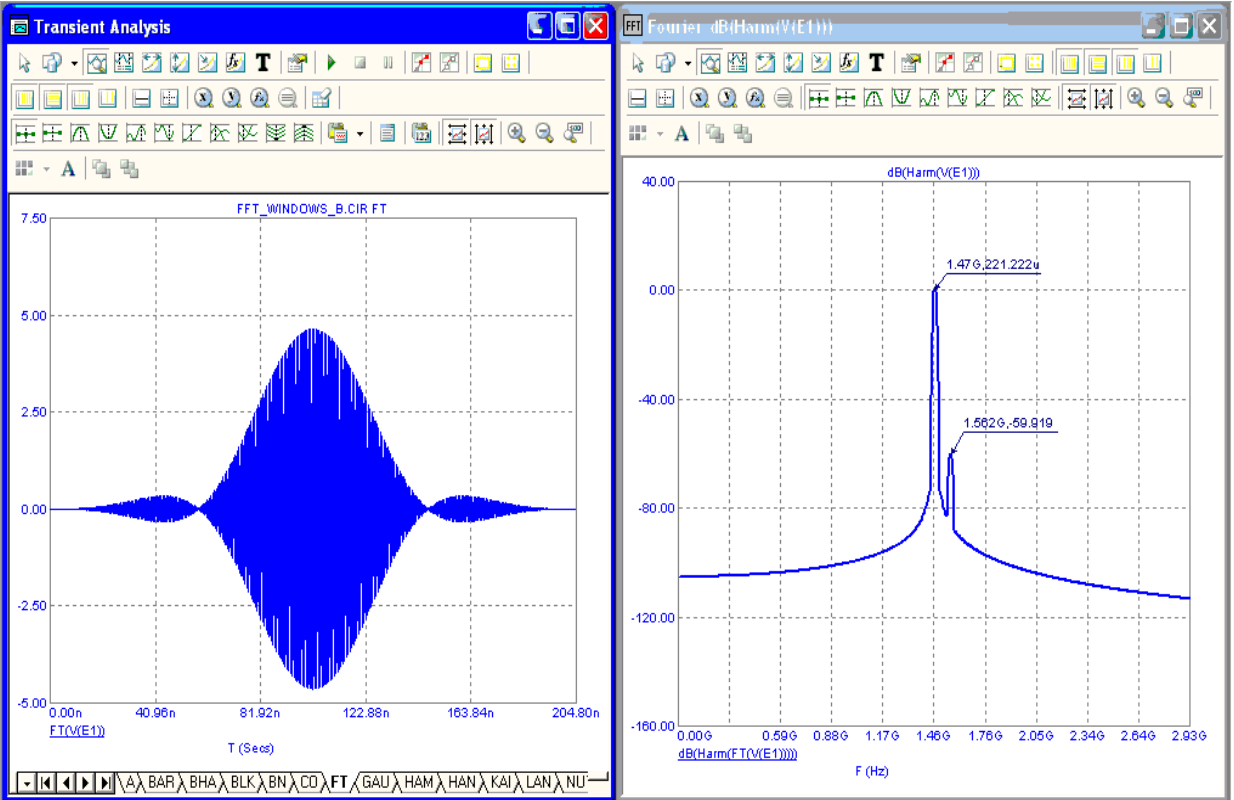 Transient Analysis
FFT_WINDOWS_B.CIR FT
7.50
5.00
2.50
0.00
-2.50
-5.00
0.00n 40.96n 81.92n 122.88n 163.84n 204.80n
FT(V(E1))
T (Secs)
A BAR BHA BLK BN CO FT GAU HAM HAN KAI LAN NU
FFT Fourier dB(Harm(V(E1)))
dB(Harm(V(E1)))
40.00
1.47G,221.222u
0.00
-40.00
1.562G,-59.919
-80.00
-120.00
-160.00
0.00G 0.59G 0.88G 1.17G 1.46G 1.76G 2.05G 2.34G 2.64G 2.93G
dB(Harm(FT(V(E1))))
F (Hz)